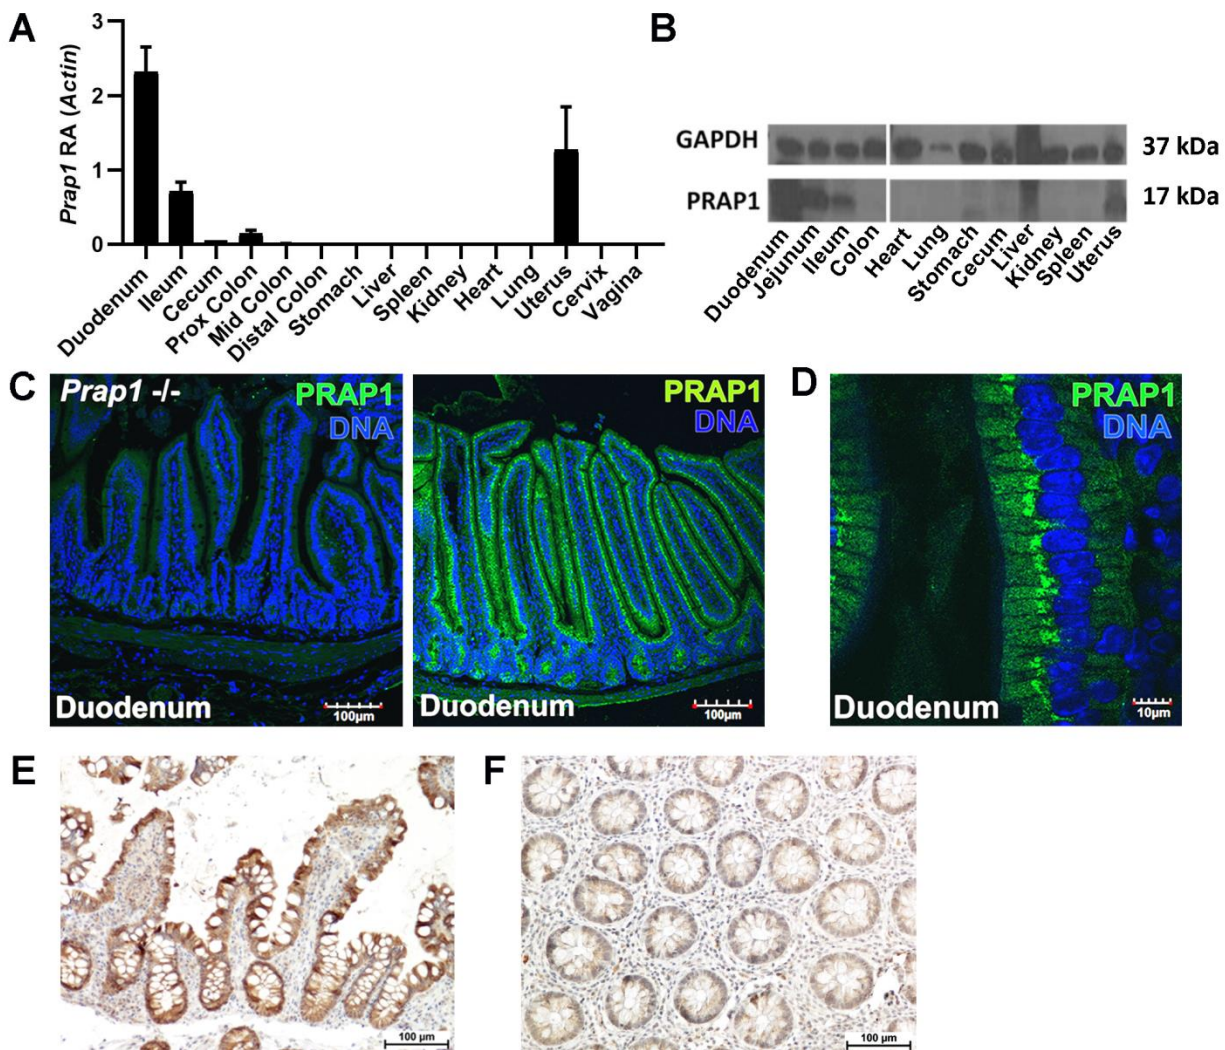 A
3
2
1
0
Prap1 RA (Actin)
Duodenum
Ileum
Cecum
Prox Colon
Mid Colon
Distal Colon
Stomach
Liver
Spleen
Kidney
Heart
Lung
Uterus
Cervix
Vagina
B
GAPDH
37 kDa
PRAP1
17 kDa
Duodenum
Jejunum
Ileum
Colon
Heart
Lung
Stomach
Cecum
Liver
Kidney
Spleen
Uterus
C
Prap1 -/-
PRAP1
DNA
Duodenum
100µm
PRAP1
DNA
Duodenum
100µm
D
PRAP1
DNA
Duodenum
10µm
E
100 µm
F
100 µm